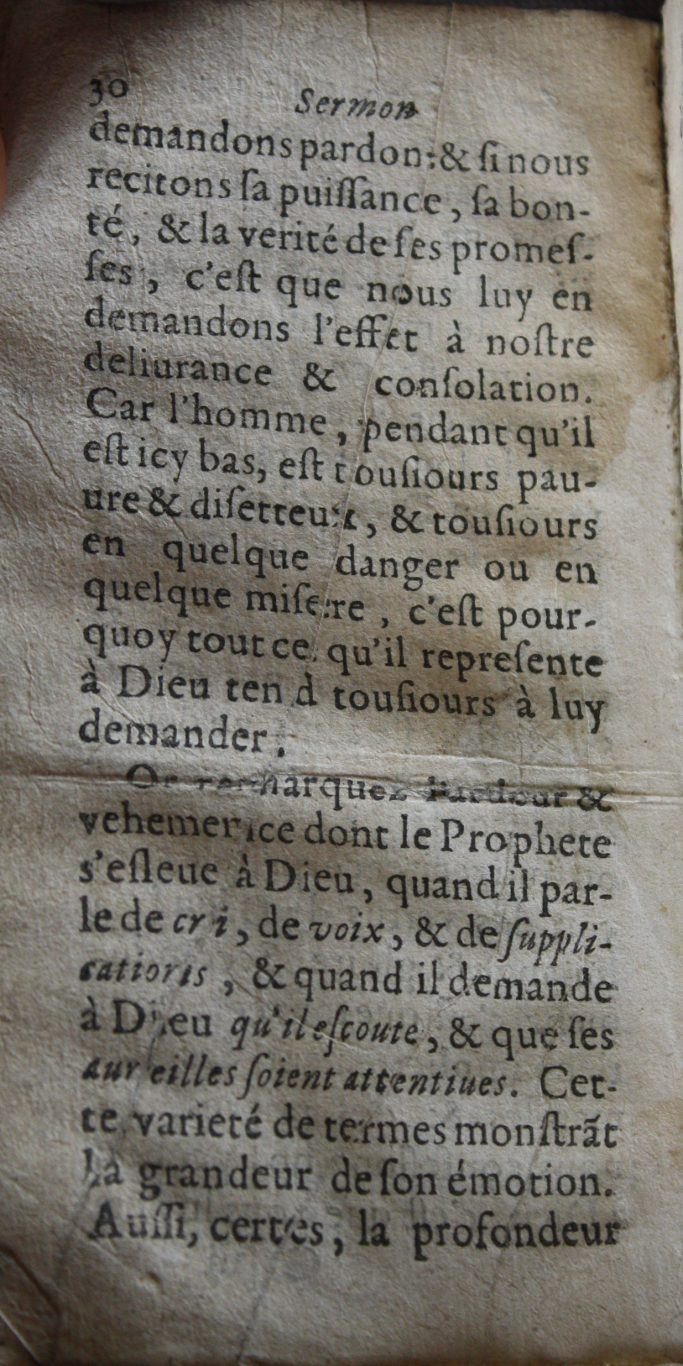 30 Sermon
demandons pardon: & ſi nous
recitons ſa puiſſance, ſa bon-
té, & la verité de ſes promeſ-
ſes, c'eſt que nous luy en
demandons l'effet à noſtre
deliurance & conſolation.
Car l'homme, pendant qu'il
eſt icy bas, eſt touſiours pau-
ure & diſetteux, & touſiours
en quelque danger ou en
quelque miſere, c'eſt pour-
quoy tout ce qu'il repreſente
à Dieu tend touſiours à luy
demander.
Or remarquez l'ardeur &
vehemence dont le Prophete
s'eſleue à Dieu, quand il par-
le de cri, de voix, & de ſuppli-
cations, & quand il demande
à Dieu qu'il eſcoute, & que ſes
aureilles ſoient attentiues. Cet-
te varieté de termes monſtrãt
la grandeur de ſon émotion.
Auſſi, certes, la profondeur